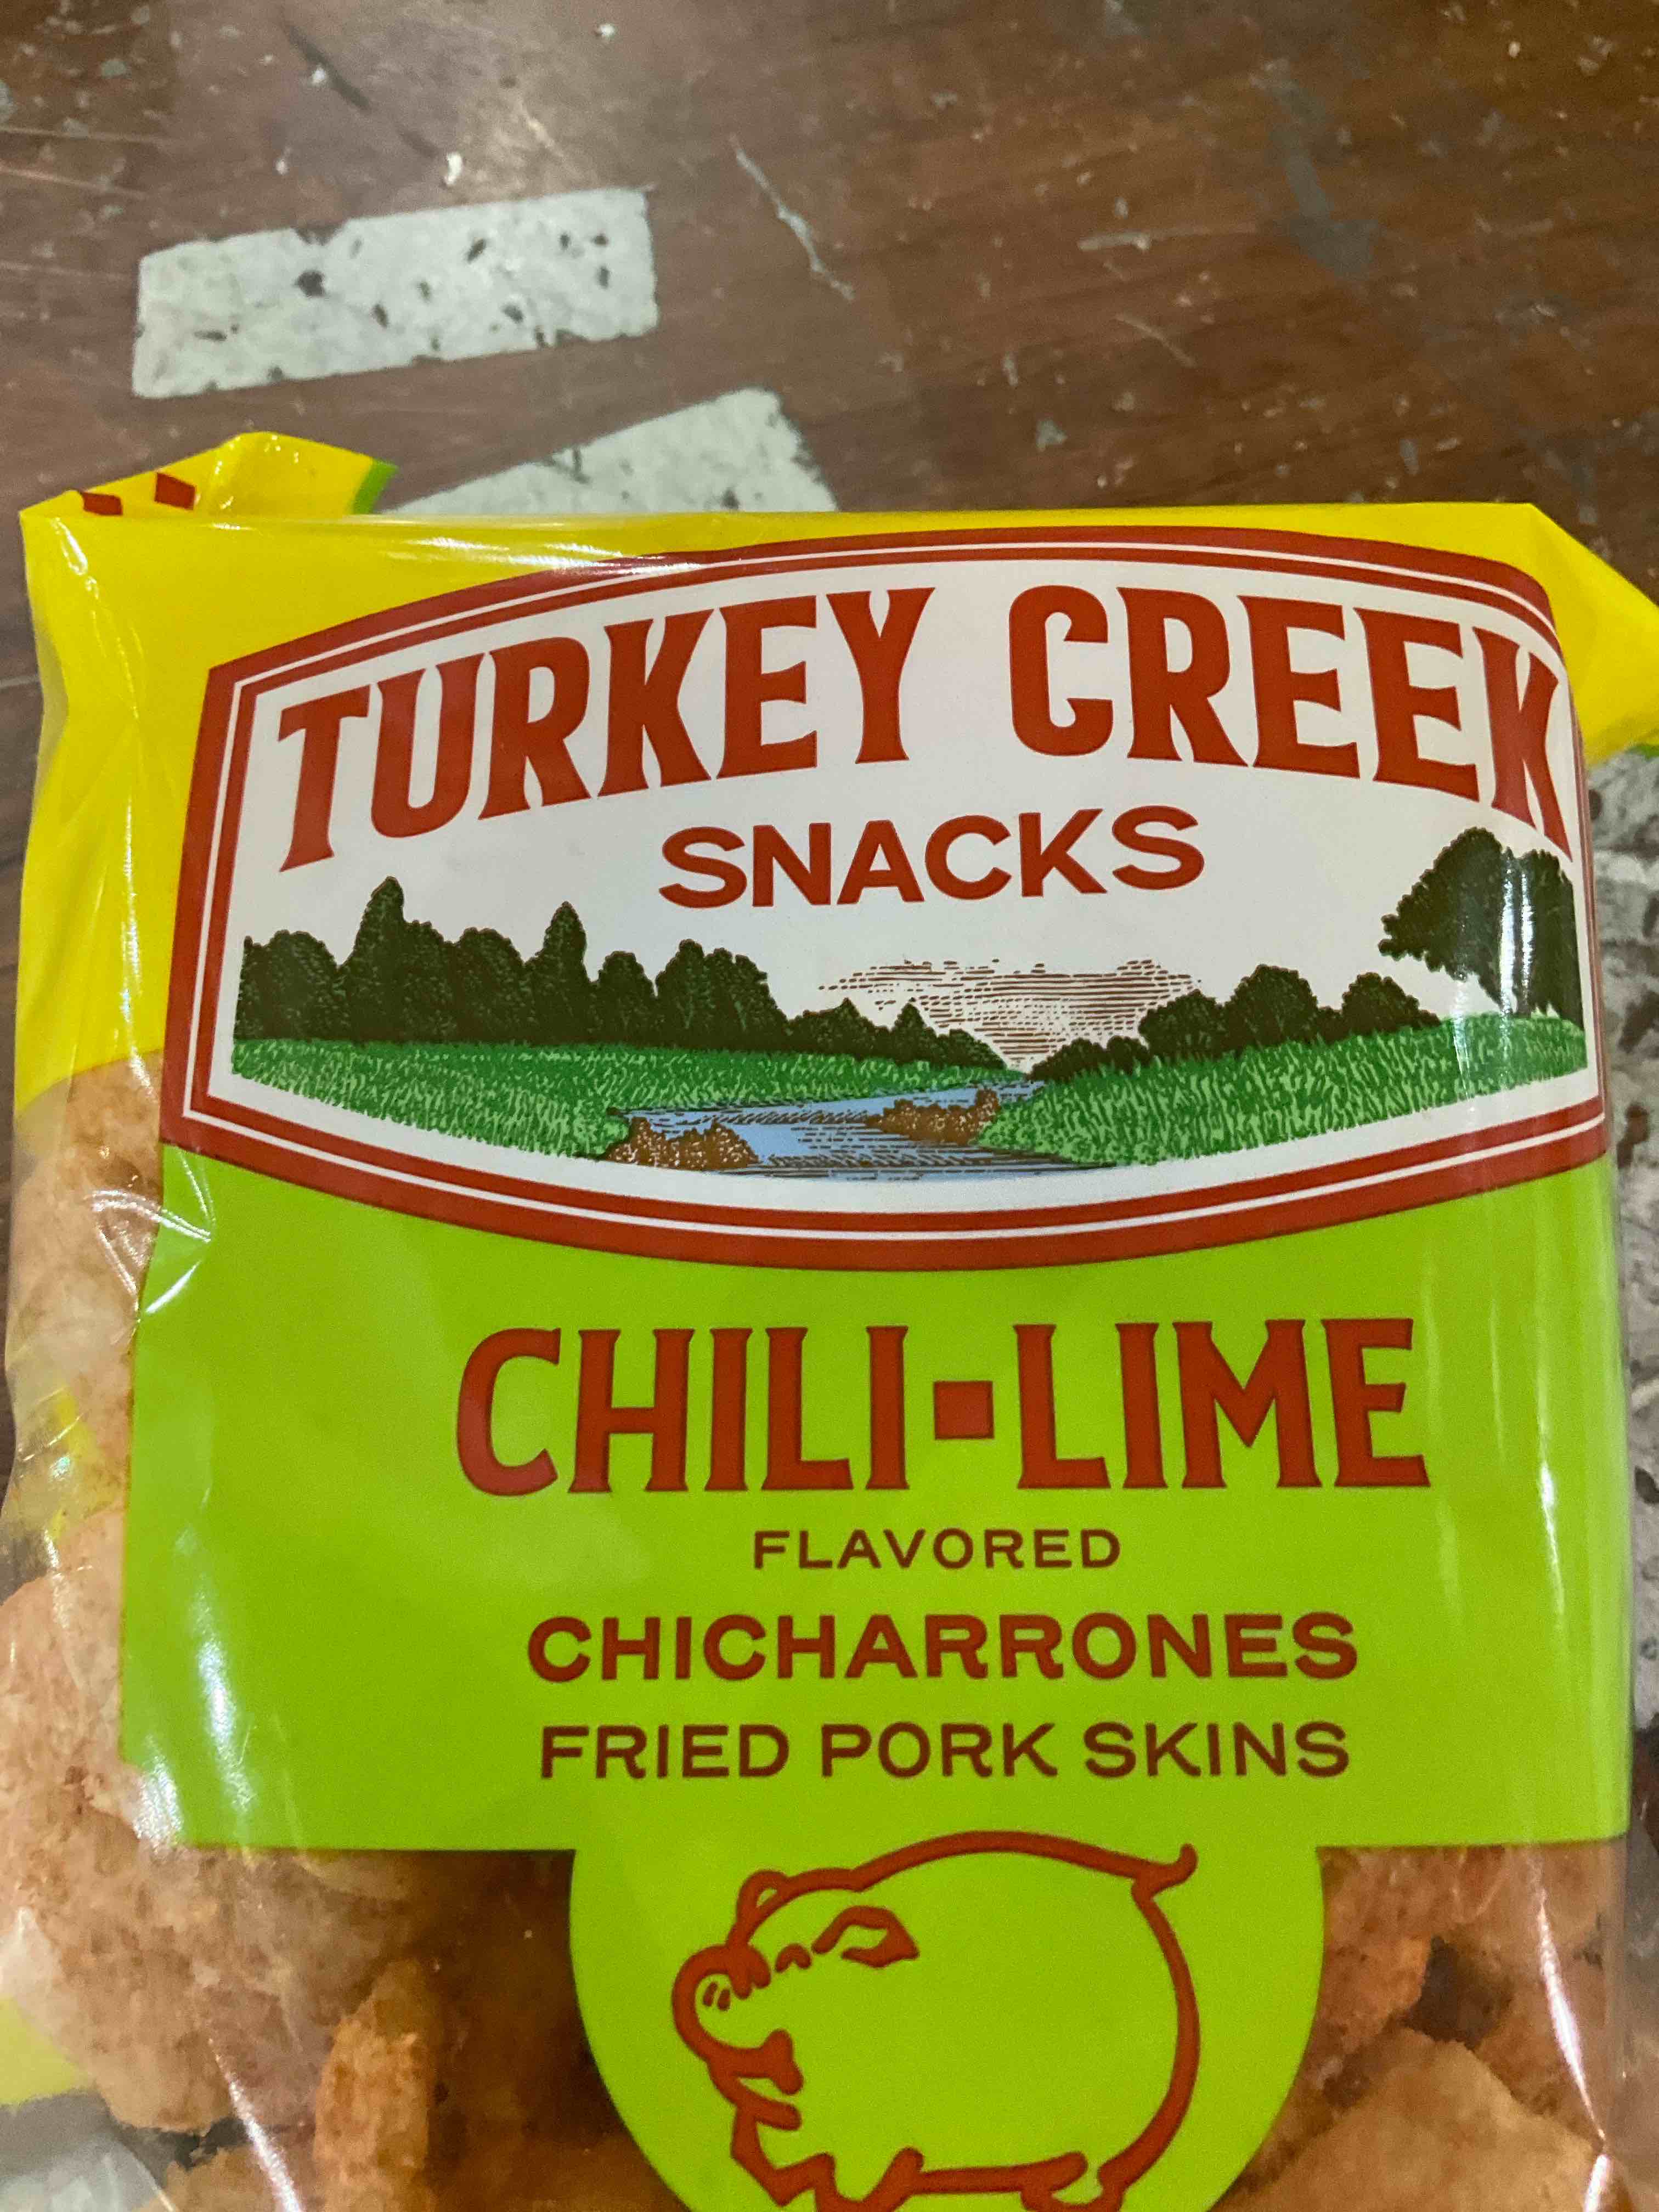 TURKEY CREEK
SNACKS
CHILI-LIME
FLAVORED
CHICHARRONES
FRIED PORK SKINS